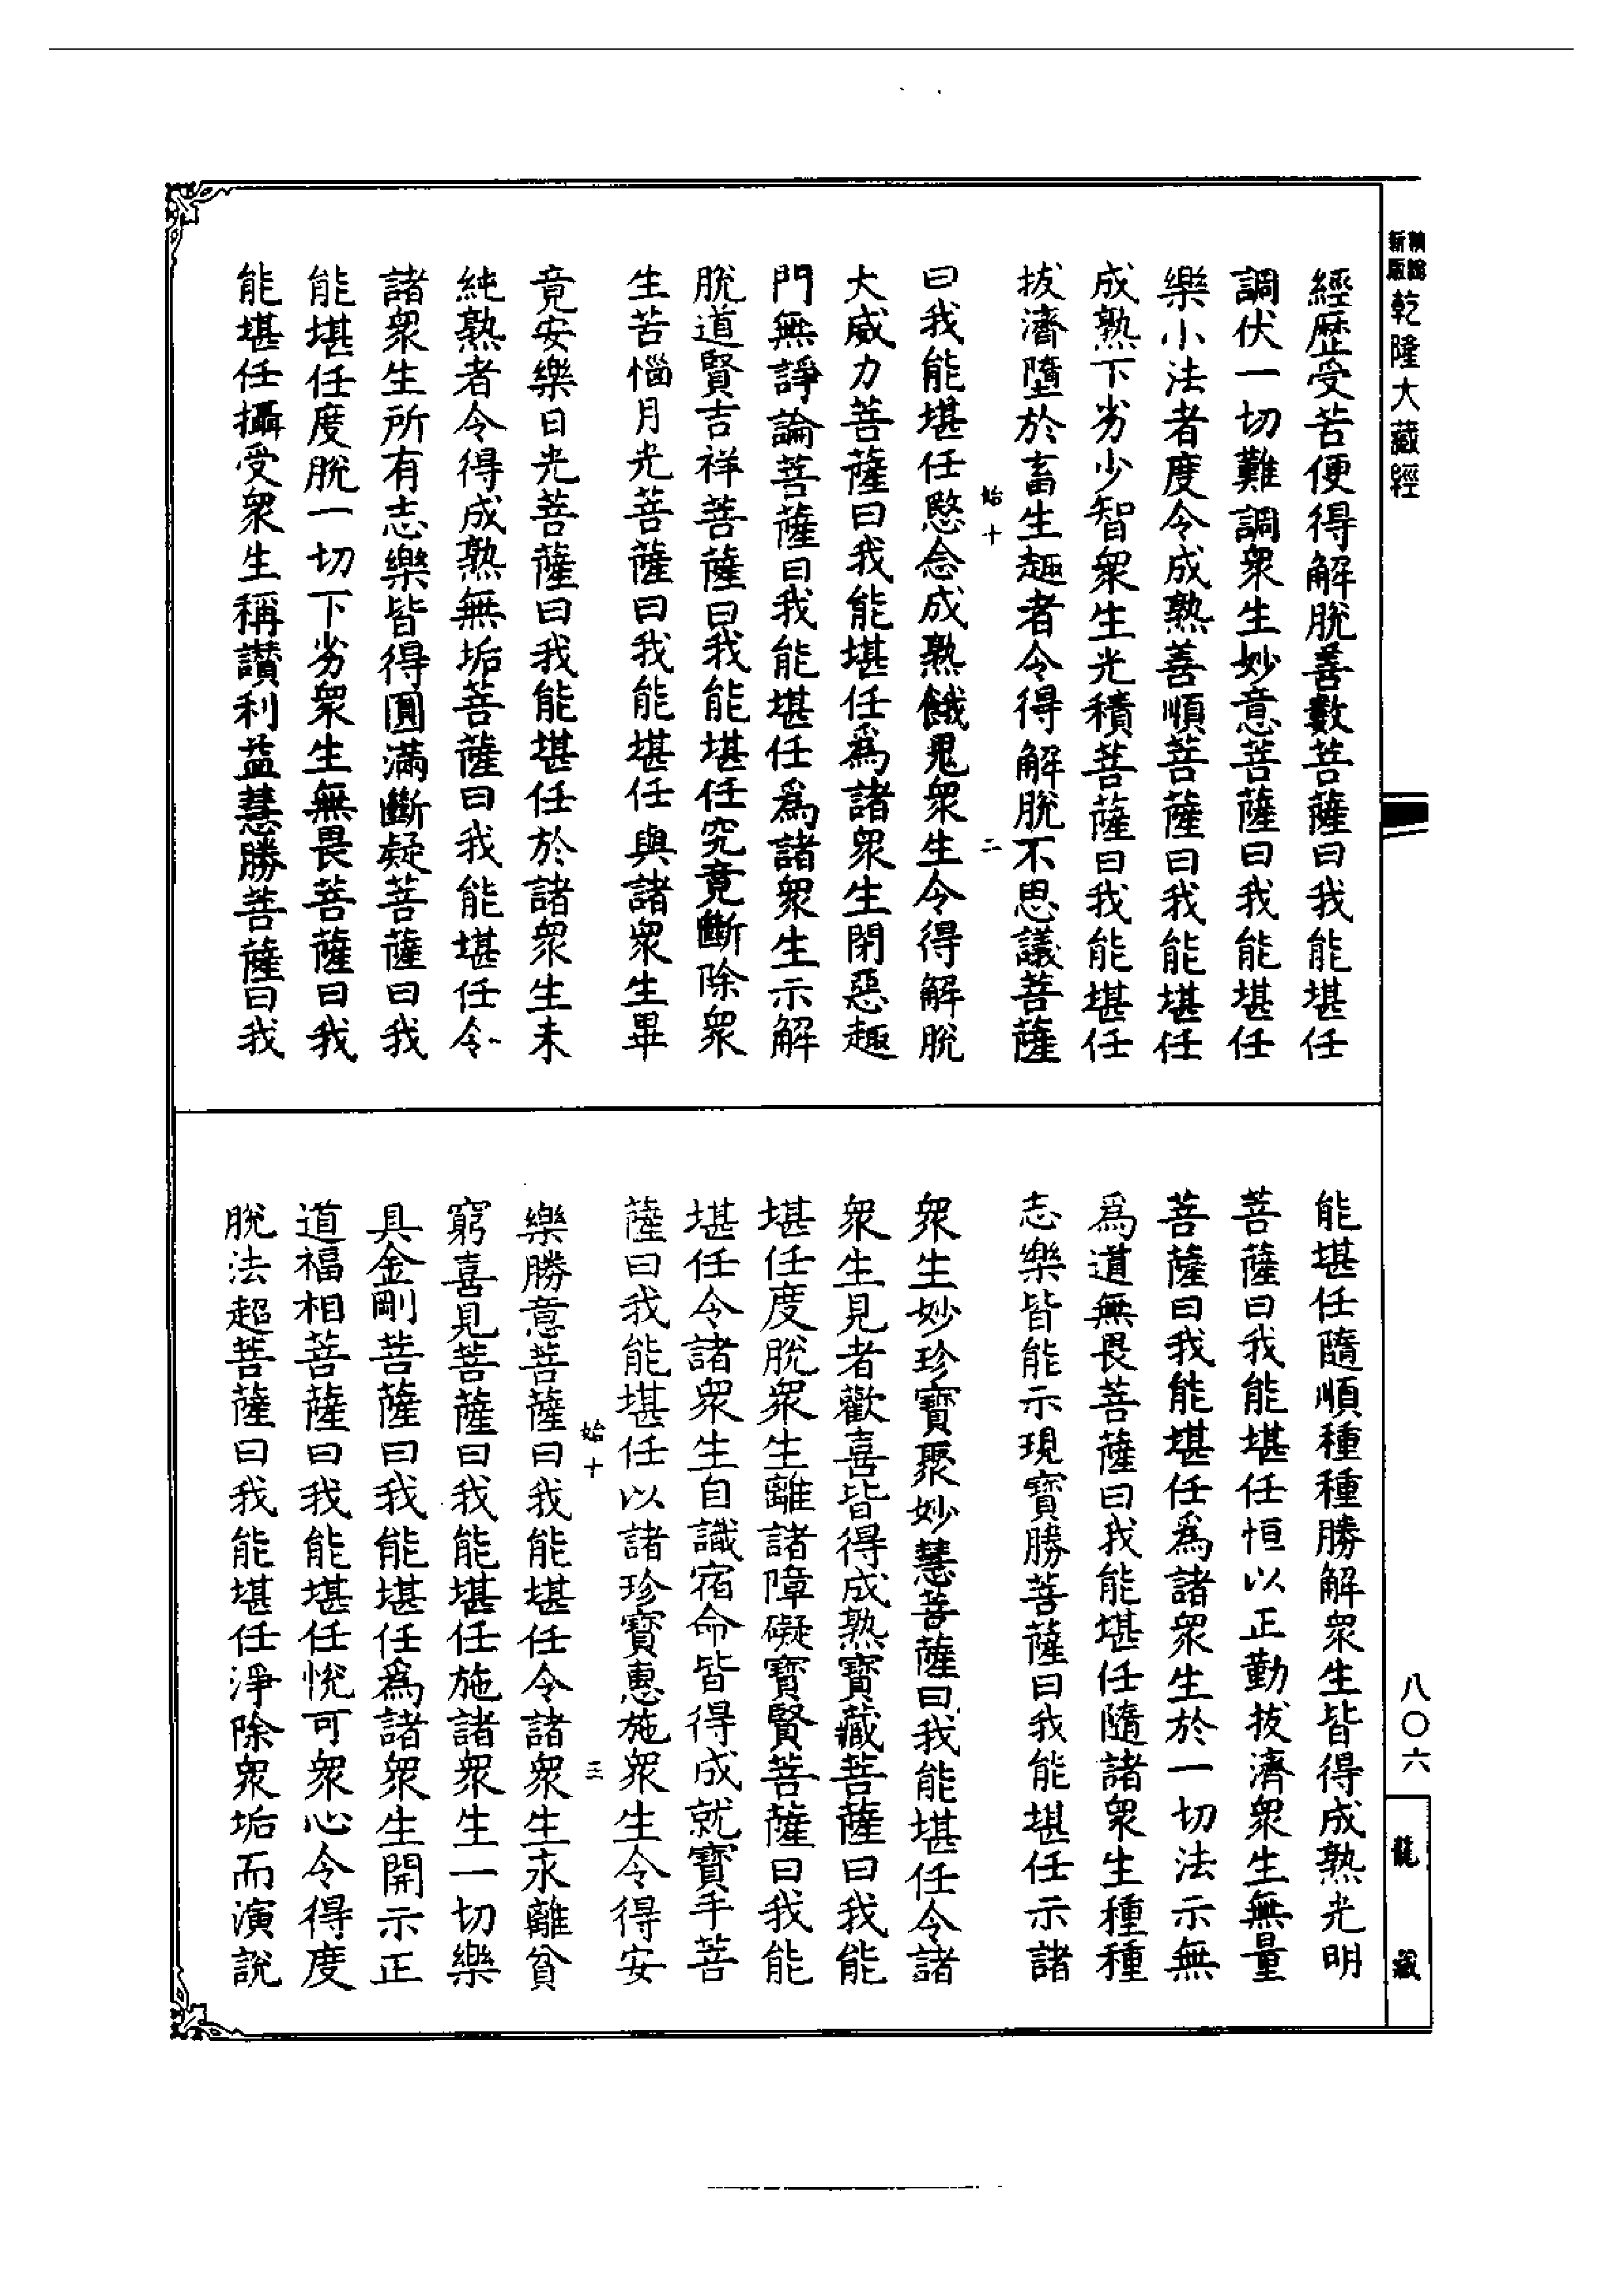 新版
乾隆大藏經
經歷受苦便得解脫善數菩薩曰我能堪任
調伏一切難調衆生妙意菩薩曰我能堪任
樂小法者度令成熟善順菩薩曰我能堪任
成熟下劣少智衆生光積菩薩曰我能堪任
拔濟墮於畜生趣者令得解脫不思議菩薩
始十
二
曰我能堪任愍念成熟餓鬼衆生令得解脫
大威力菩薩曰我能堪任爲諸衆生閉惡趣
門無諍論菩薩曰我能堪任爲諸衆生示解
脫道賢吉祥菩薩曰我能堪任究竟斷除衆
生苦惱月光菩薩曰我能堪任與諸衆生畢
竟安樂日光菩薩曰我能堪任於諸衆生未
純熟者令得成熟無垢菩薩曰我能堪任令
諸衆生所有志樂皆得圓滿斷疑菩薩曰我
能堪任度脫一切下劣衆生無畏菩薩曰我
能堪任攝受衆生稱讃利益慧勝菩薩曰我
能堪任隨順種種勝解衆生皆得成熟光明
菩薩曰我能堪任恒以正勤拔濟衆生無量
菩薩曰我能堪任爲諸衆生於一切法示無
爲道無畏菩薩曰我能堪任隨諸衆生種種
志樂皆能示現寶勝菩薩曰我能堪任示諸
衆生妙珍寶聚妙慧菩薩曰我能堪任令諸
衆生見者歡喜皆得成熟寶藏菩薩曰我能
堪任度脫衆生離諸障礙寶賢菩薩曰我能
堪任令諸衆生自識宿命皆得成就寶手菩
薩曰我能堪任以諸珍寶惠施衆生令得安
始十
三
樂勝意菩薩曰我能堪任令諸衆生永離貧
窮喜見菩薩曰我能堪任施諸衆生一切樂
具金剛菩薩曰我能堪任爲諸衆生開示正
道福相菩薩曰我能堪任悅可衆心令得度
脫法超菩薩曰我能堪任淨除衆垢而演說
八〇六
龍藏